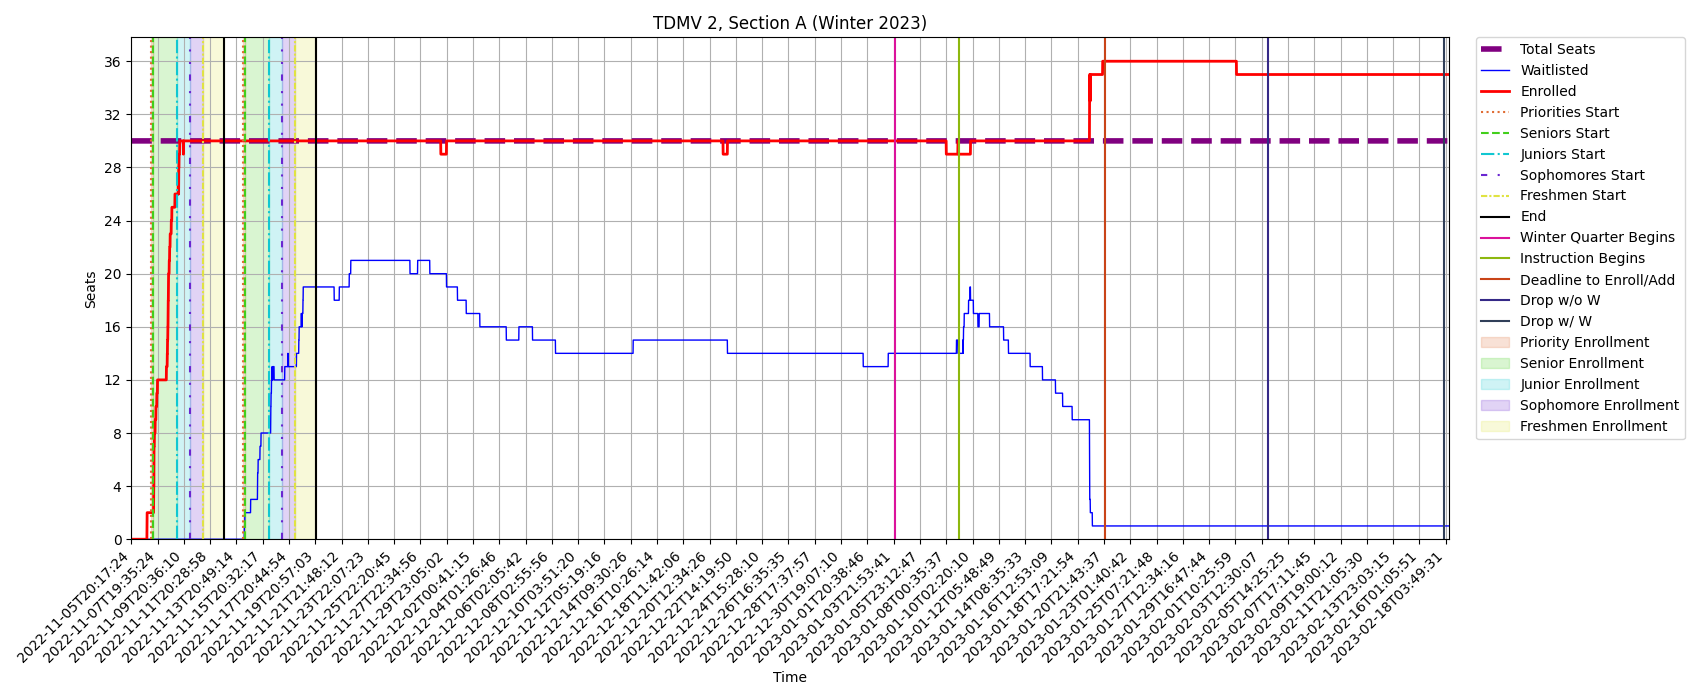 TDMV 2, Section A (Winter 2023)
Seats
36
32
28
24
20
16
12
8
4
0
2022-11-05T20:17:24
2022-11-07T19:35:24
2022-11-09T20:36:10
2022-11-11T20:28:58
2022-11-13T20:49:14
2022-11-15T20:32:17
2022-11-17T20:44:54
2022-11-19T20:57:03
2022-11-21T21:48:12
2022-11-23T22:07:23
2022-11-25T22:20:45
2022-11-27T22:34:56
2022-11-29T23:05:02
2022-12-02T00:41:15
2022-12-04T01:26:46
2022-12-06T02:05:42
2022-12-08T02:55:56
2022-12-10T03:51:20
2022-12-12T05:19:16
2022-12-14T09:30:26
2022-12-16T10:26:14
2022-12-18T11:42:06
2022-12-20T12:34:26
2022-12-22T14:19:50
2022-12-24T15:28:10
2022-12-26T16:35:35
2022-12-28T17:37:57
2022-12-30T19:07:10
2023-01-01T20:38:46
2023-01-03T21:53:41
2023-01-05T23:12:47
2023-01-08T00:35:37
2023-01-10T02:20:10
2023-01-12T05:48:49
2023-01-14T08:35:33
2023-01-16T12:53:09
2023-01-18T17:21:54
2023-01-20T21:43:37
2023-01-23T01:40:42
2023-01-25T07:21:48
2023-01-27T12:34:16
2023-01-29T16:47:44
2023-02-01T10:25:59
2023-02-03T12:30:07
2023-02-05T14:25:25
2023-02-07T17:11:45
2023-02-09T19:00:12
2023-02-11T21:05:30
2023-02-13T23:03:15
2023-02-16T01:05:51
2023-02-18T03:49:31
Time
Total Seats
Waitlisted
Enrolled
Priorities Start
Seniors Start
Juniors Start
Sophomores Start
Freshmen Start
End
Winter Quarter Begins
Instruction Begins
Deadline to Enroll/Add
Drop w/o W
Drop w/ W
Priority Enrollment
Senior Enrollment
Junior Enrollment
Sophomore Enrollment
Freshmen Enrollment